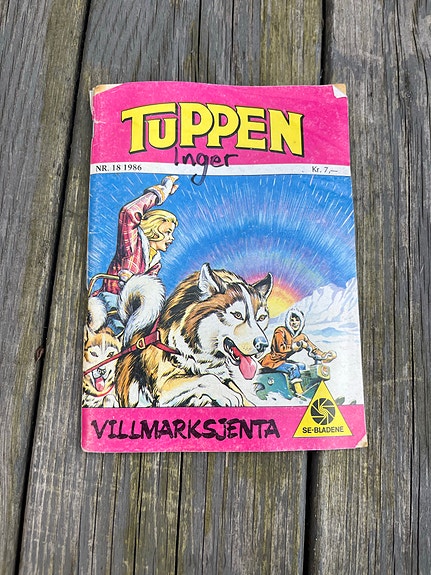 TUPPEN
Inger
NR. 18 1986 Kr. 7,-
VILLMARKSJENTA
SE-BLADENE